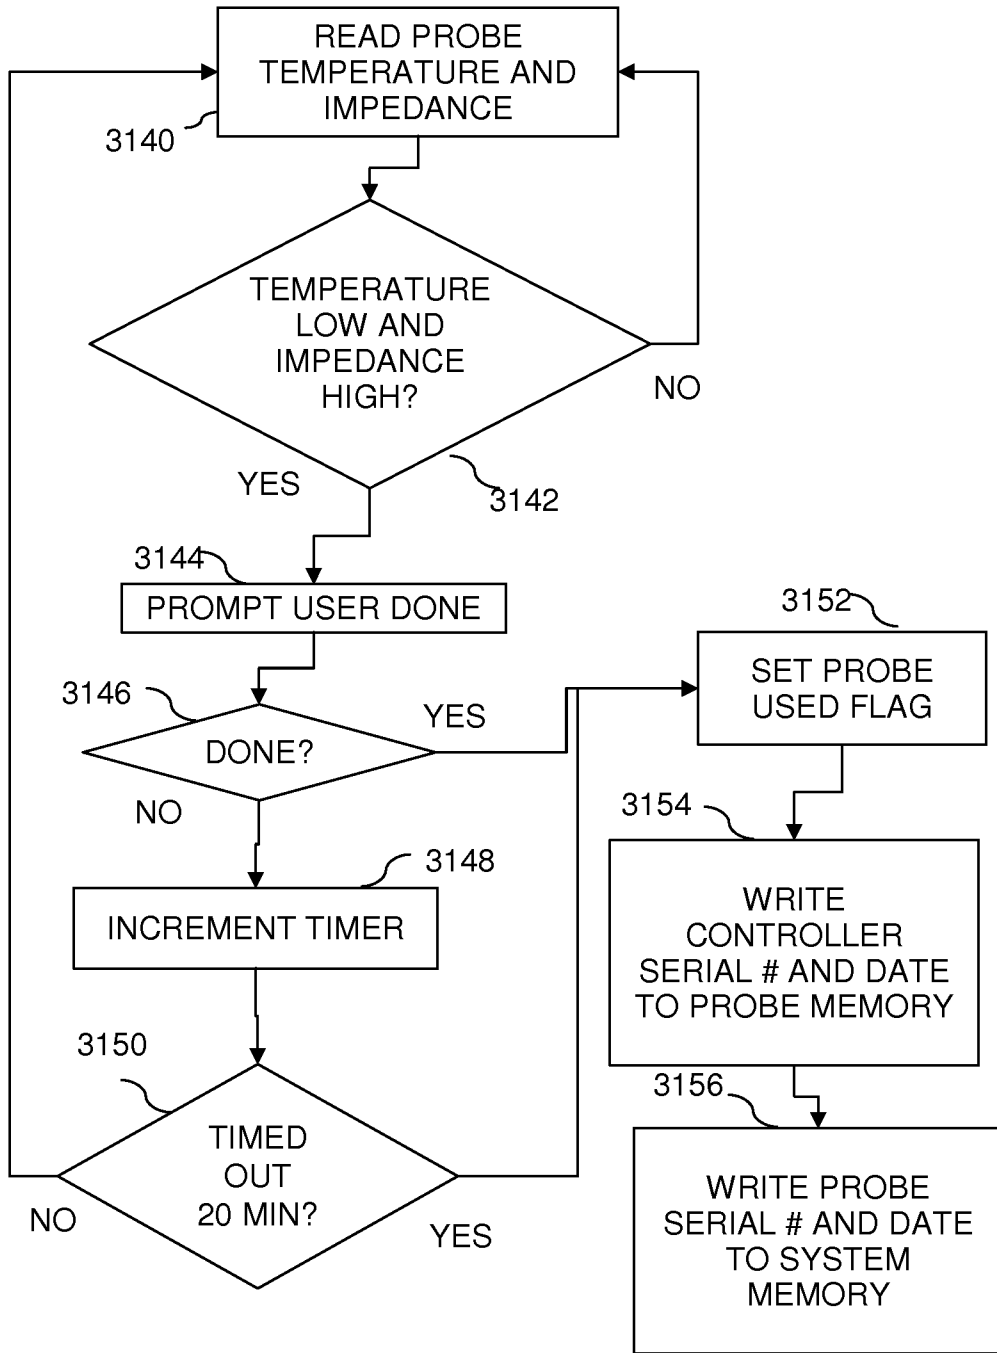 READ PROBE
TEMPERATURE AND
IMPEDANCE
3140
TEMPERATURE
LOW AND
IMPEDANCE
HIGH?
NO
YES
3142
3144
PROMPT USER DONE
3146
DONE?
YES
NO
3148
INCREMENT TIMER
3150
TIMED
OUT
20 MIN?
NO
YES
3152
SET PROBE
USED FLAG
3154
WRITE
CONTROLLER
SERIAL # AND DATE
TO PROBE MEMORY
3156
WRITE PROBE
SERIAL # AND DATE
TO SYSTEM
MEMORY